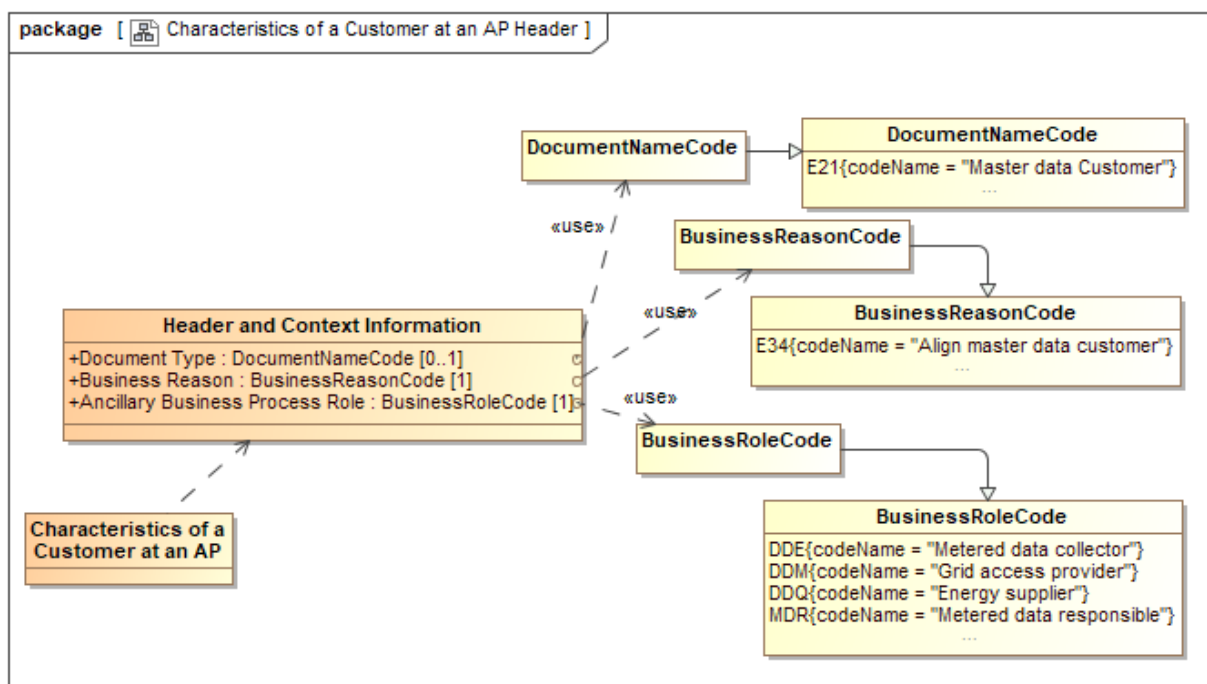 package [ Characteristics of a Customer at an AP Header ]
DocumentNameCode
DocumentNameCode
E21{codeName = "Master data Customer"}
...
«use»
BusinessReasonCode
«use»
BusinessReasonCode
E34{codeName = "Align master data customer"}
...
Header and Context Information
+Document Type : DocumentNameCode [0..1]
+Business Reason : BusinessReasonCode [1]
+Ancillary Business Process Role : BusinessRoleCode [1]
«use»
BusinessRoleCode
BusinessRoleCode
DDE{codeName = "Metered data collector"}
DDM{codeName = "Grid access provider"}
DDQ{codeName = "Energy supplier"}
MDR{codeName = "Metered data responsible"}
...
Characteristics of a
Customer at an AP